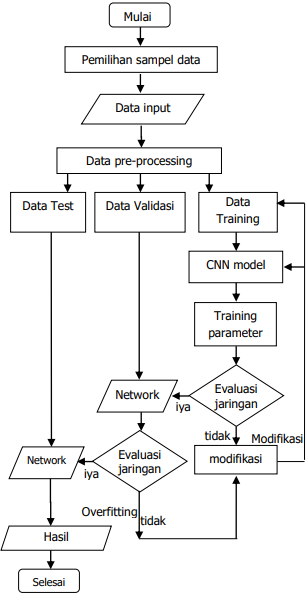 Mulai
Pemilihan sampel data
Data input
Data pre-processing
Data Test
Data Validasi
Data
Training
CNN model
Training
parameter
Evaluasi
jaringan
iya
Network
tidak
Modifikasi
modifikasi
Evaluasi
jaringan
iya
Network
Overfitting
tidak
Hasil
Selesai